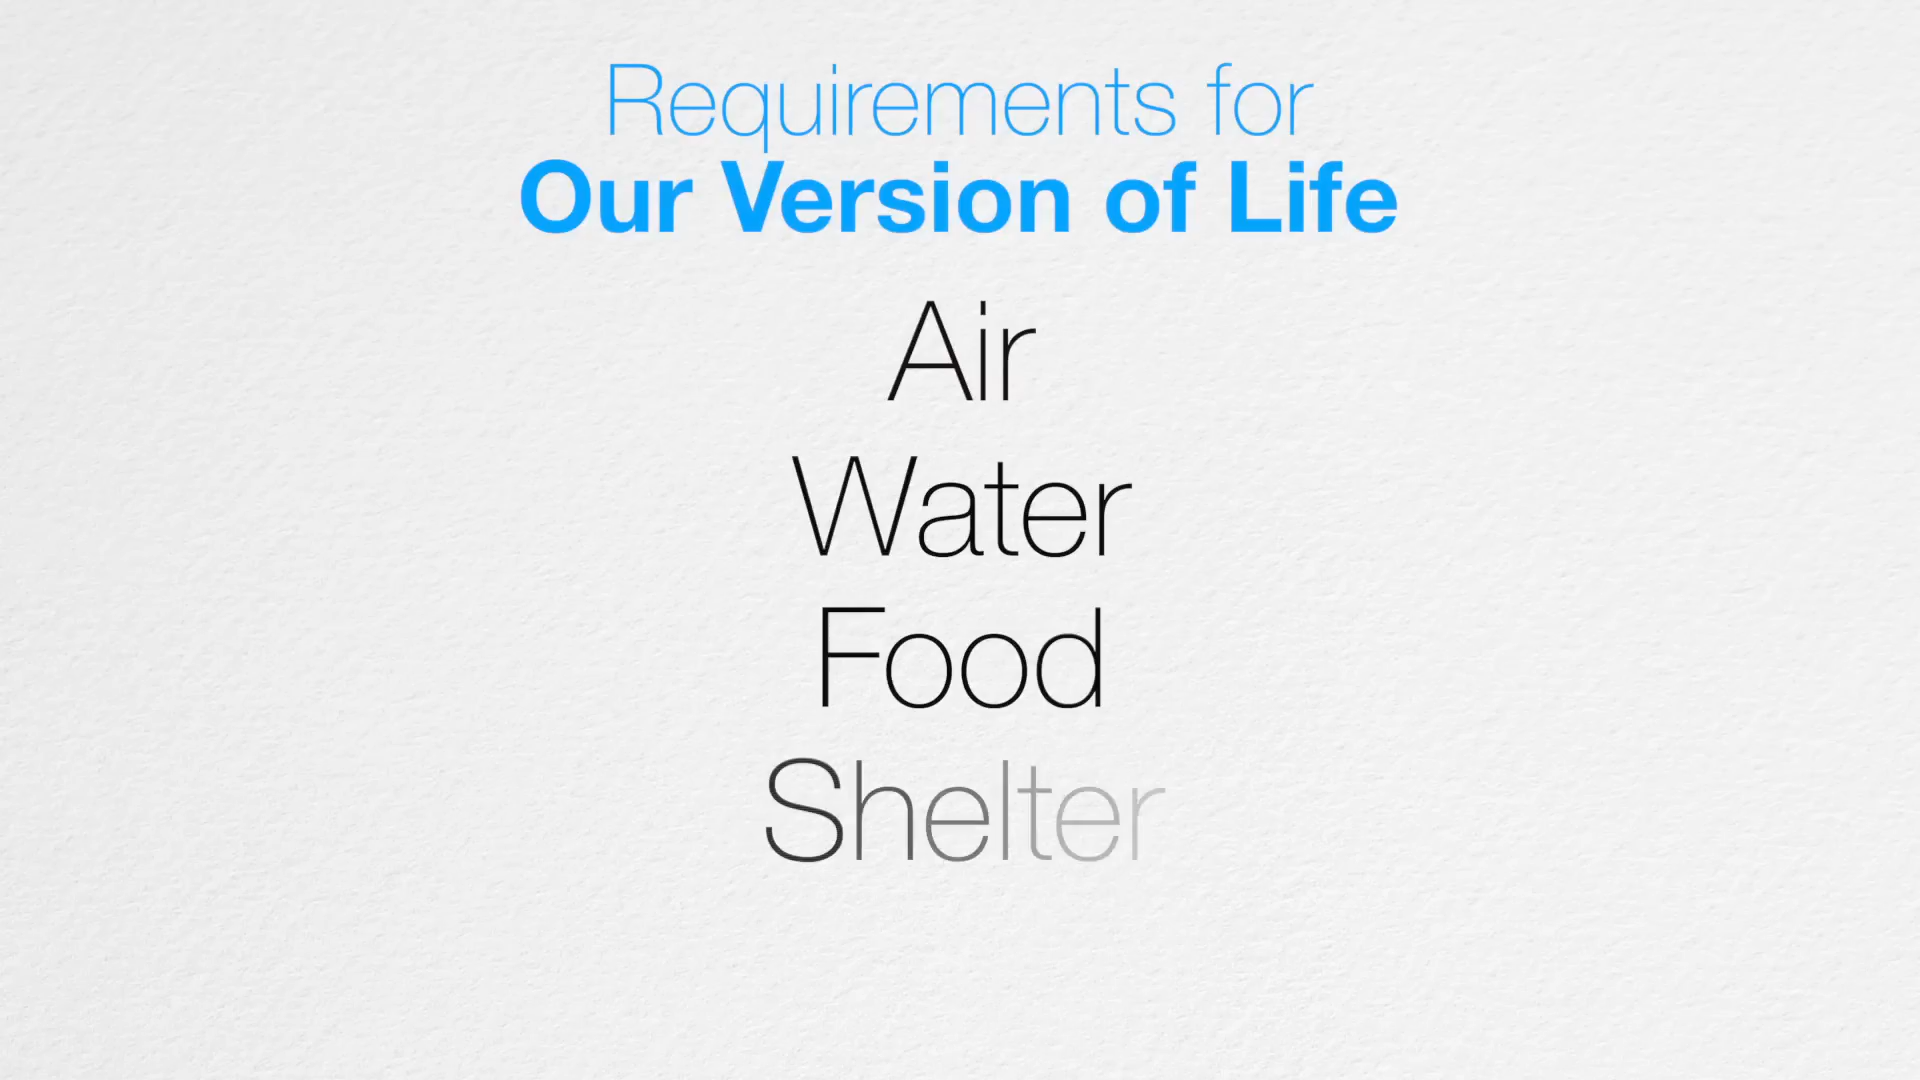 Requirements for
Our Version of Life
Air
Water
Food
Shelter